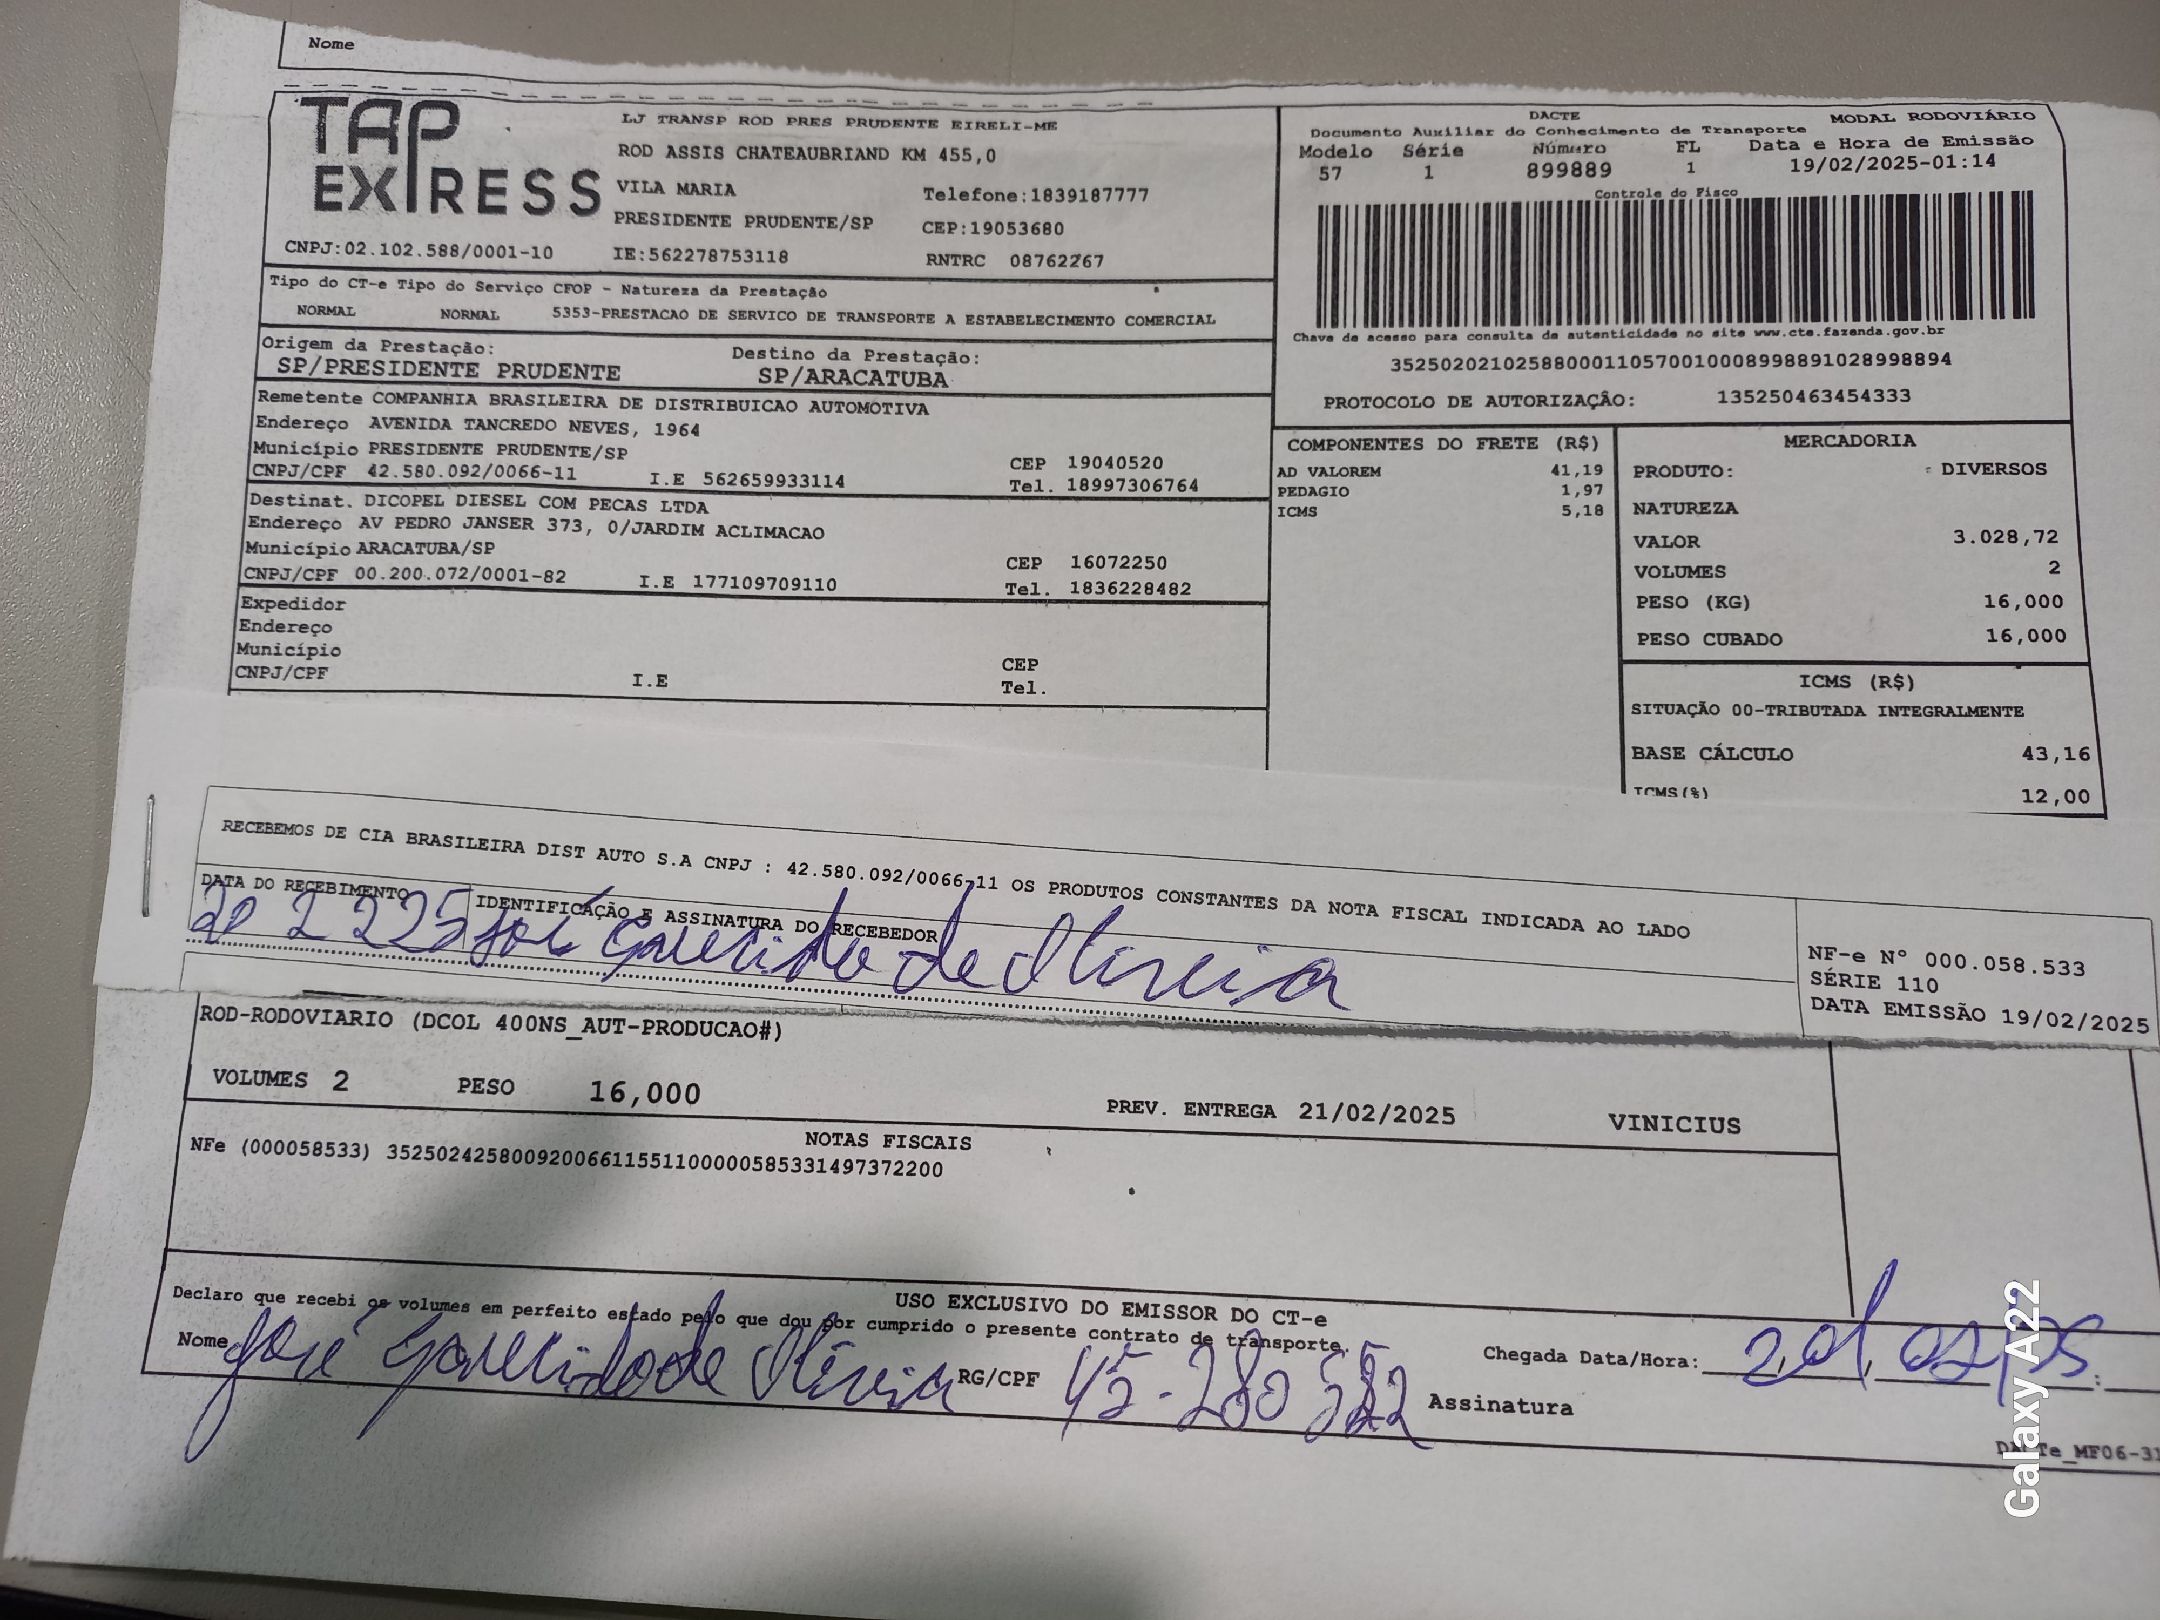 Nome
TAP EXPRESS
LJ TRANSP ROD PRES PRUDENTE EIRELI-ME
ROD ASSIS CHATEAUBRIAND KM 455,0
VILA MARIA Telefone:1839187777
PRESIDENTE PRUDENTE/SP CEP:19053680
CNPJ:02.102.588/0001-10 IE:562278753118 RNTRC 08762267
DACTE MODAL RODOVIÁRIO
Documento Auxiliar do Conhecimento de Transporte
Modelo Série Número FL Data e Hora de Emissão
57 1 899889 1 19/02/2025-01:14
Controle do Fisco
Chave de acesso para consulta de autenticidade no site www.cte.fazenda.gov.br
35250202102588000110570010008998891028998894
PROTOCOLO DE AUTORIZAÇÃO: 135250463454333
Tipo do CT-e Tipo do Serviço CFOP - Natureza da Prestação
NORMAL NORMAL 5353-PRESTACAO DE SERVICO DE TRANSPORTE A ESTABELECIMENTO COMERCIAL
Origem da Prestação: Destino da Prestação:
SP/PRESIDENTE PRUDENTE SP/ARACATUBA
Remetente COMPANHIA BRASILEIRA DE DISTRIBUICAO AUTOMOTIVA
Endereço AVENIDA TANCREDO NEVES, 1964
Município PRESIDENTE PRUDENTE/SP CEP 19040520
CNPJ/CPF 42.580.092/0066-11 I.E 562659933114 Tel. 18997306764
Destinat. DICOPEL DIESEL COM PECAS LTDA
Endereço AV PEDRO JANSER 373, 0/JARDIM ACLIMACAO
Município ARACATUBA/SP CEP 16072250
CNPJ/CPF 00.200.072/0001-82 I.E 177109709110 Tel. 1836228482
Expedidor
Endereço
Município CEP
CNPJ/CPF I.E Tel.
COMPONENTES DO FRETE (R$)
AD VALOREM 41,19
PEDAGIO 1,97
ICMS 5,18
MERCADORIA
PRODUTO: DIVERSOS
NATUREZA
VALOR 3.028,72
VOLUMES 2
PESO (KG) 16,000
PESO CUBADO 16,000
ICMS (R$)
SITUAÇÃO 00-TRIBUTADA INTEGRALMENTE
BASE CÁLCULO 43,16
ICMS(%) 12,00
RECEBEMOS DE CIA BRASILEIRA DIST AUTO S.A CNPJ : 42.580.092/0066-11 OS PRODUTOS CONSTANTES DA NOTA FISCAL INDICADA AO LADO
DATA DO RECEBIMENTO IDENTIFICAÇÃO E ASSINATURA DO RECEBEDOR
20 2 225 José de Oliveira
NF-e Nº 000.058.533
SÉRIE 110
DATA EMISSÃO 19/02/2025
ROD-RODOVIARIO (DCOL 400NS_AUT-PRODUCAO#)
VOLUMES 2 PESO 16,000 PREV. ENTREGA 21/02/2025 VINICIUS
NOTAS FISCAIS
NFe (000058533) 35250242580092006611551100000585331497372200
USO EXCLUSIVO DO EMISSOR DO CT-e
Declaro que recebi os volumes em perfeito estado pelo que dou por cumprido o presente contrato de transporte.
Nome José de Oliveira RG/CPF 45.280 Assinatura
Chegada Data/Hora:
Galaxy A22